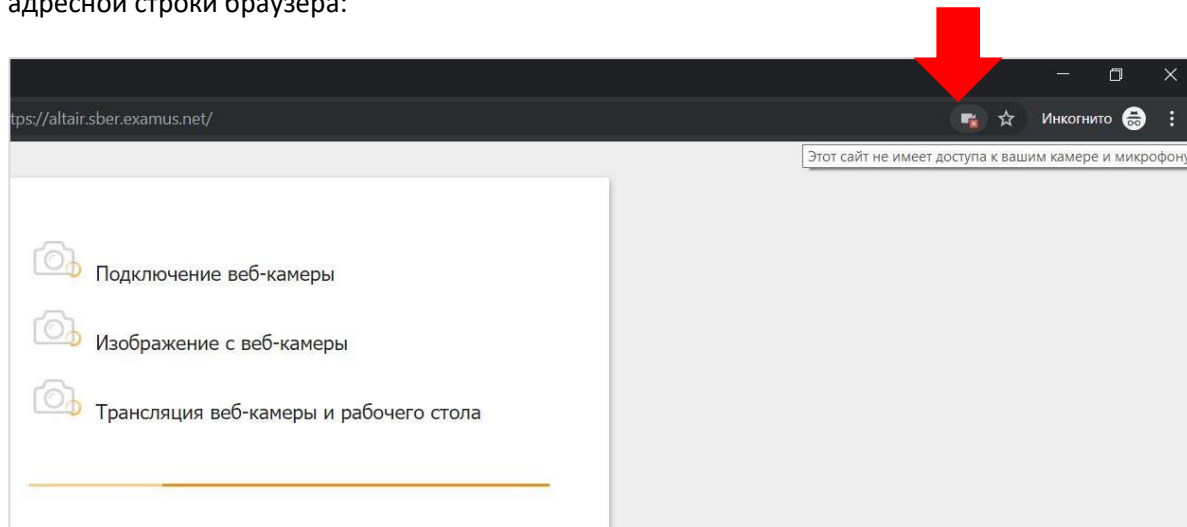 адресной строки браузера:
tps://altair.sber.examus.net/
Инкогнито
Этот сайт не имеет доступа к вашим камере и микрофону
Подключение веб-камеры
Изображение с веб-камеры
Трансляция веб-камеры и рабочего стола